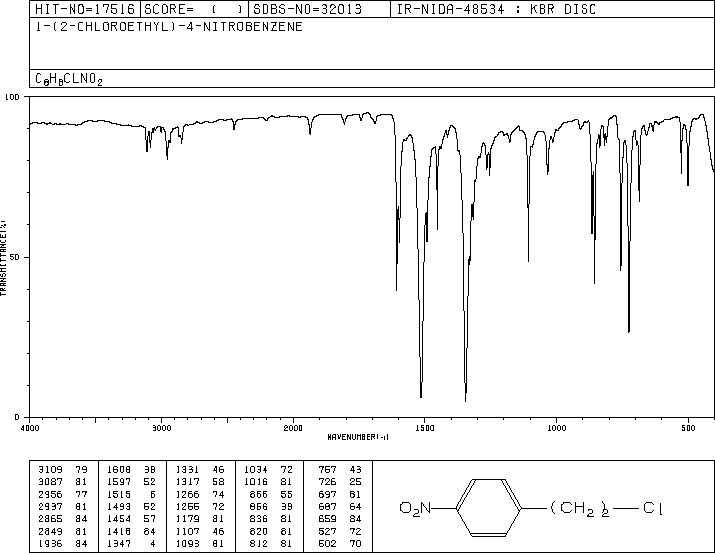 HIT-NO=17516 SCORE= ( ) SDBS-NO=32013 IR-NIDA-48534 : KBR DISC
1-(2-CHLOROETHYL)-4-NITROBENZENE
C₈H₈CLNO₂
100
50
0
TRANSMITTANCE(%)
4000 3000 2000 1500 1000 500
WAVENUMBER(-1)
3109 79 1608 38 1331 46 1034 72 757 43
3087 81 1597 52 1317 58 1016 81 726 25
2956 77 1515 6 1266 74 866 55 697 81
2937 81 1493 52 1255 72 856 39 687 64
2865 84 1454 57 1179 81 836 81 659 84
2849 81 1418 84 1107 46 820 81 527 72
1936 84 1347 4 1093 81 812 81 502 70
O₂N (CH₂)₂ Cl